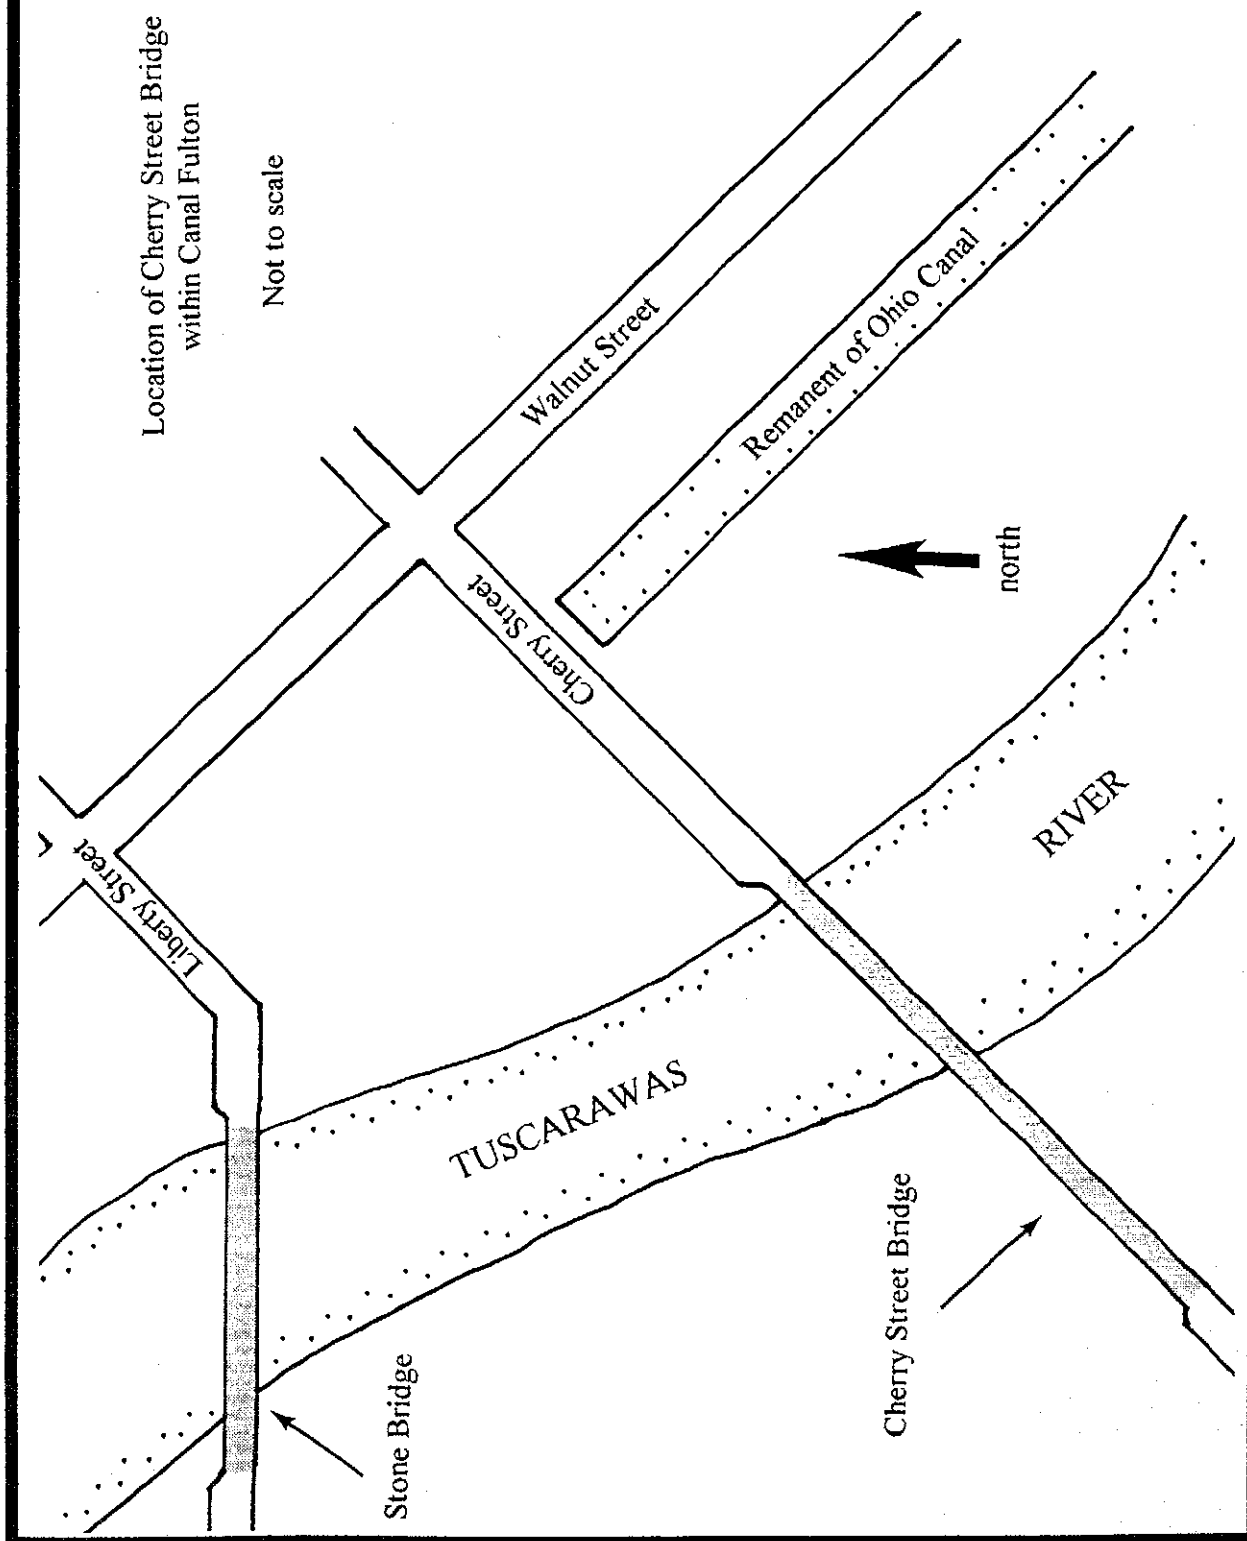 Location of Cherry Street Bridge
within Canal Fulton
Not to scale
Walnut Street
Remanent of Ohio Canal
Cherry Street
Liberty Street
north
TUSCARAWAS
RIVER
Stone Bridge
Cherry Street Bridge